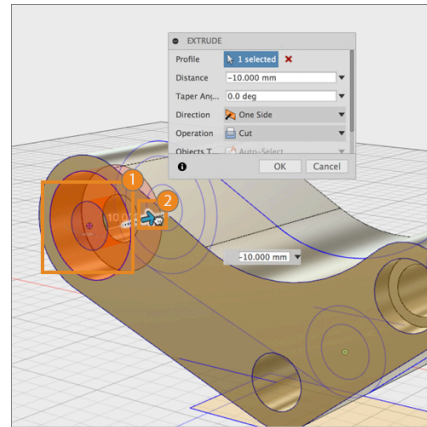 EXTRUDE
Profile 1 selected
Distance -10.000 mm
Taper Ang... 0.0 deg
Direction One Side
Operation Cut
Objects T... Auto-Select
OK Cancel
1
2
-10.000 mm